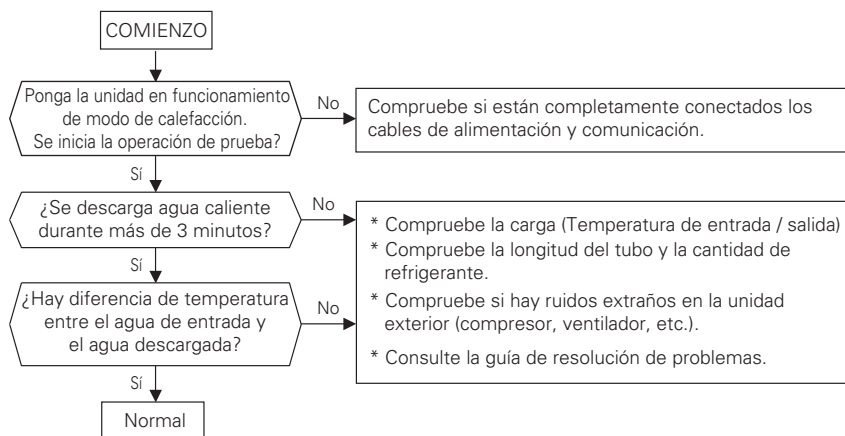 COMIENZO
Ponga la unidad en funcionamiento
de modo de calefacción.
Se inicia la operación de prueba?
No
Compruebe si están completamente conectados los
cables de alimentación y comunicación.
Sí
¿Se descarga agua caliente
durante más de 3 minutos?
No
* Compruebe la carga (Temperatura de entrada / salida)
* Compruebe la longitud del tubo y la cantidad de
refrigerante.
* Compruebe si hay ruidos extraños en la unidad
exterior (compresor, ventilador, etc.).
* Consulte la guía de resolución de problemas.
Sí
¿Hay diferencia de temperatura
entre el agua de entrada y
el agua descargada?
No
Sí
Normal